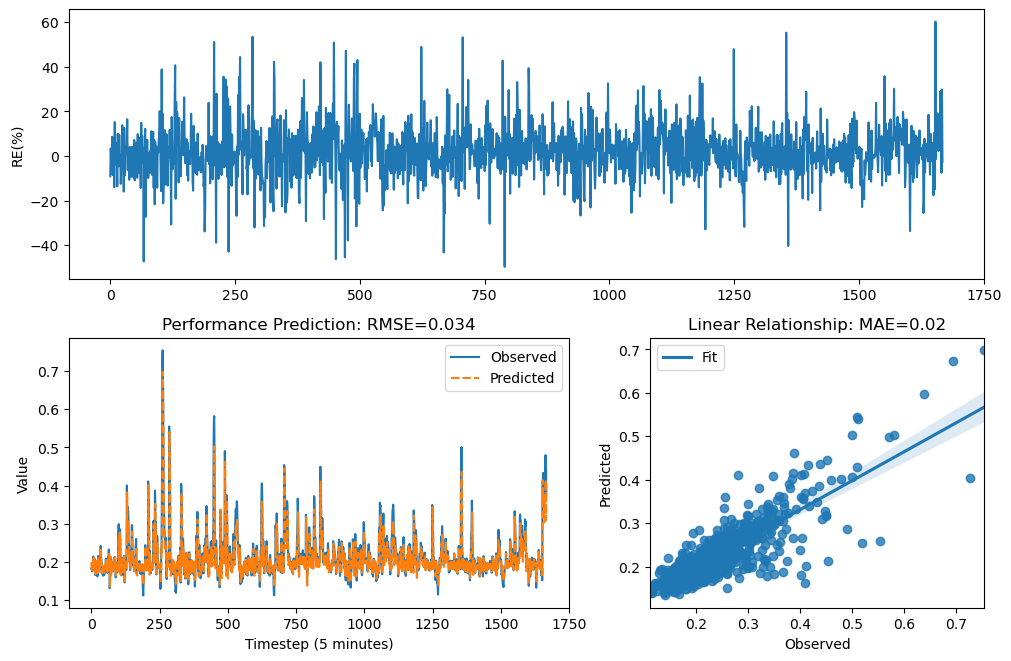 60
40
20
0
−20
−40
RE(%)
0 250 500 750 1000 1250 1500 1750
Performance Prediction: RMSE=0.034
Observed
Predicted
0.7
0.6
0.5
0.4
0.3
0.2
0.1
Value
0 250 500 750 1000 1250 1500 1750
Timestep (5 minutes)
Linear Relationship: MAE=0.02
Fit
0.7
0.6
0.5
0.4
0.3
0.2
Predicted
0.2 0.3 0.4 0.5 0.6 0.7
Observed